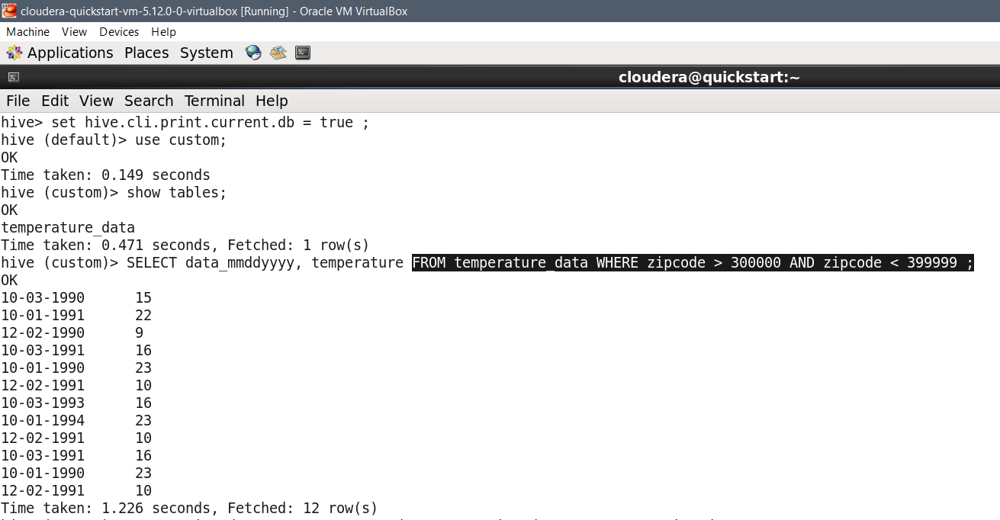 cloudera-quickstart-vm-5.12.0-0-virtualbox [Running] - Oracle VM VirtualBox
Machine View Devices Help
Applications Places System
cloudera@quickstart:~
File Edit View Search Terminal Help
hive> set hive.cli.print.current.db = true ;
hive (default)> use custom;
OK
Time taken: 0.149 seconds
hive (custom)> show tables;
OK
temperature_data
Time taken: 0.471 seconds, Fetched: 1 row(s)
hive (custom)> SELECT data_mmddyyyy, temperature FROM temperature_data WHERE zipcode > 300000 AND zipcode < 399999 ;
OK
10-03-1990 15
10-01-1991 22
12-02-1990 9
10-03-1991 16
10-01-1990 23
12-02-1991 10
10-03-1993 16
10-01-1994 23
12-02-1991 10
10-03-1991 16
10-01-1990 23
12-02-1991 10
Time taken: 1.226 seconds, Fetched: 12 row(s)